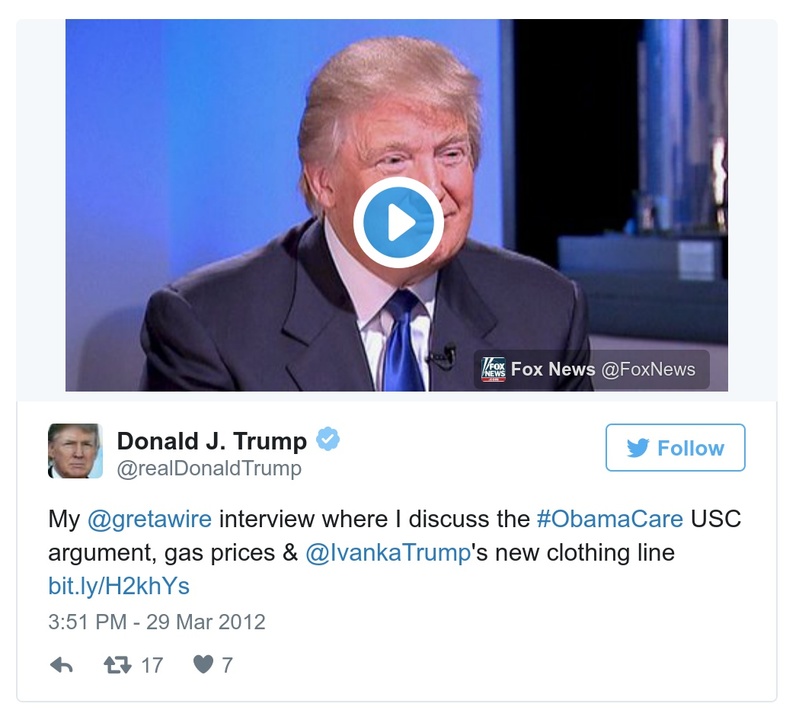 FOX
NEWS
Fox News @FoxNews
Donald J. Trump
@realDonaldTrump
Follow
My @gretawire interview where I discuss the #ObamaCare USC
argument, gas prices & @IvankaTrump's new clothing line
bit.ly/H2khYs
3:51 PM - 29 Mar 2012
17
7